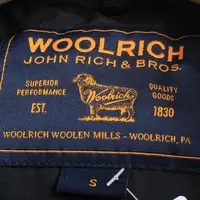 WOOLRICH
JOHN RICH & BROS.
SUPERIOR PERFORMANCE
QUALITY GOODS
Woolrich
EST.
1830
WOOLRICH WOOLEN MILLS - WOOLRICH, PA
S